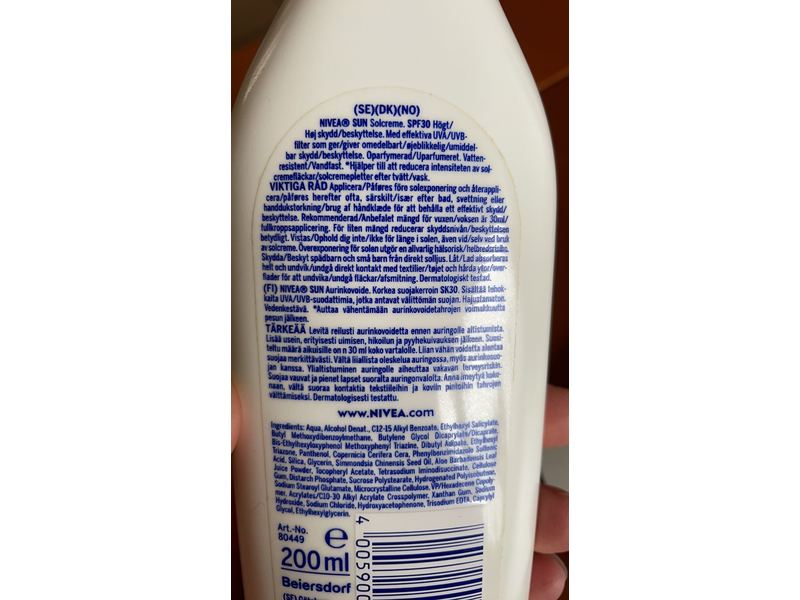 (SE)(DK)(NO)
NIVEA® SUN Solcreme. SPF30 Högt/
Høj skydd/beskyttelse. Med effektiva UVA/UVB-
filter som ger/giver omedelbart/øjeblikkelig/umiddel-
bar skydd/beskyttelse. Oparfymerad/Uparfumeret. Vatten-
resistent/Vandfast. *Hjälper till att reducera intensiteten av sol-
cremefläckar/solcremepletter efter tvätt/vask.
VIKTIGA RÅD Applicera/Påføres före solexponering och återappli-
cera/påføres herefter ofta, särskilt/især efter bad, svettning eller
handdukstorkning/brug af håndklæde för att behålla ett effektivt skydd/
beskyttelse. Rekommenderad/Anbefalet mängd för vuxen/voksen är 30ml/
fullkroppsapplicering. För liten mängd reducerar skyddsnivån/beskyttelsen
betydligt. Vistas/Ophold dig inte/ikke för länge i solen, även vid/selv ved bruk
av solcreme. Överexponering för solen utgör en allvarlig hälsorisk/helbredsrisiko.
Skydda/Beskyt spädbarn och små barn från direkt solljus. Låt/Lad absorberas
helt och undvik/undgå direkt kontakt med textilier/tøjet och hårda ytor/over-
flader för att undvika/undgå fläckar/afsmitning. Dermatologiskt testad.
(FI) NIVEA® SUN Aurinkovoide. Korkea suojakerroin SK30. Sisältää tehok-
kaita UVA/UVB-suodattimia, jotka antavat välittömän suojan. Hajustamaton.
Vedenkestävä. *Auttaa vähentämään aurinkovoidetahrojen voimakkuutta
pesun jälkeen.
TÄRKEÄÄ Levitä reilusti aurinkovoidetta ennen auringolle altistumista.
Lisää usein, erityisesti uimisen, hikoilun ja pyyhekuivauksen jälkeen. Suosi-
teltu määrä aikuisille on n 30 ml koko vartalolle. Liian vähän voidetta alentaa
suojaa merkittävästi. Vältä liiallista oleskelua auringossa, myös aurinkosuo-
jan kanssa. Ylialtistuminen auringolle aiheuttaa vakavan terveysriskin.
Suojaa vauvat ja pienet lapset suoralta auringonvalolta. Anna imeytyä koko-
naan, vältä suoraa kontaktia tekstiileihin ja koviin pintoihin tahrojen
välttämiseksi. Dermatologisesti testattu.
www.NIVEA.com
Ingredients: Aqua, Alcohol Denat., C12-15 Alkyl Benzoate, Ethylhexyl Salicylate,
Butyl Methoxydibenzoylmethane, Butylene Glycol Dicaprylate/Dicaprate,
Bis-Ethylhexyloxyphenol Methoxyphenyl Triazine, Dibutyl Adipate, Ethylhexyl
Triazone, Panthenol, Copernicia Cerifera Cera, Phenylbenzimidazole Sulfonic
Acid, Silica, Glycerin, Simmondsia Chinensis Seed Oil, Aloe Barbadensis Leaf
Juice Powder, Tocopheryl Acetate, Tetrasodium Iminodisuccinate, Cellulose
Gum, Distarch Phosphate, Sucrose Polystearate, Hydrogenated Polyisobutene,
Sodium Stearoyl Glutamate, Microcrystalline Cellulose, VP/Hexadecene Copoly-
mer, Acrylates/C10-30 Alkyl Acrylate Crosspolymer, Xanthan Gum, Sodium
Hydroxide, Sodium Chloride, Hydroxyacetophenone, Trisodium EDTA, Caprylyl
Glycol, Ethylhexylglycerin.
Art.-No.
80449
e
200 ml
Beiersdorf
4 005900